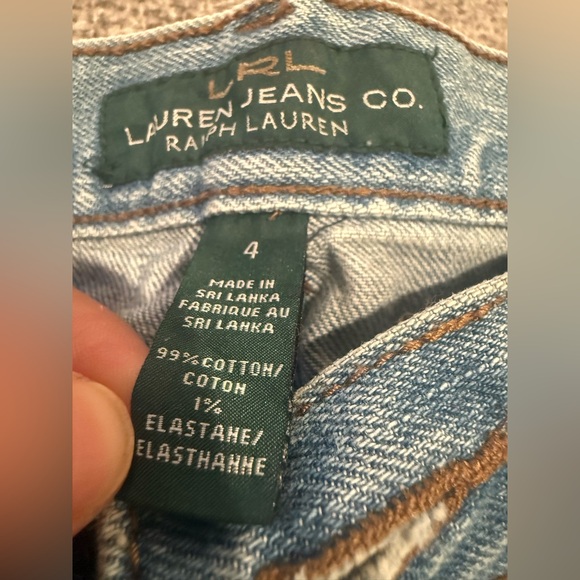 LRL
LAUREN JEANS CO.
RALPH LAUREN
4
MADE IN
SRI LANKA
FABRIQUE AU
SRI LANKA
99% COTTON/
COTON
1%
ELASTANE/
ELASTHANNE